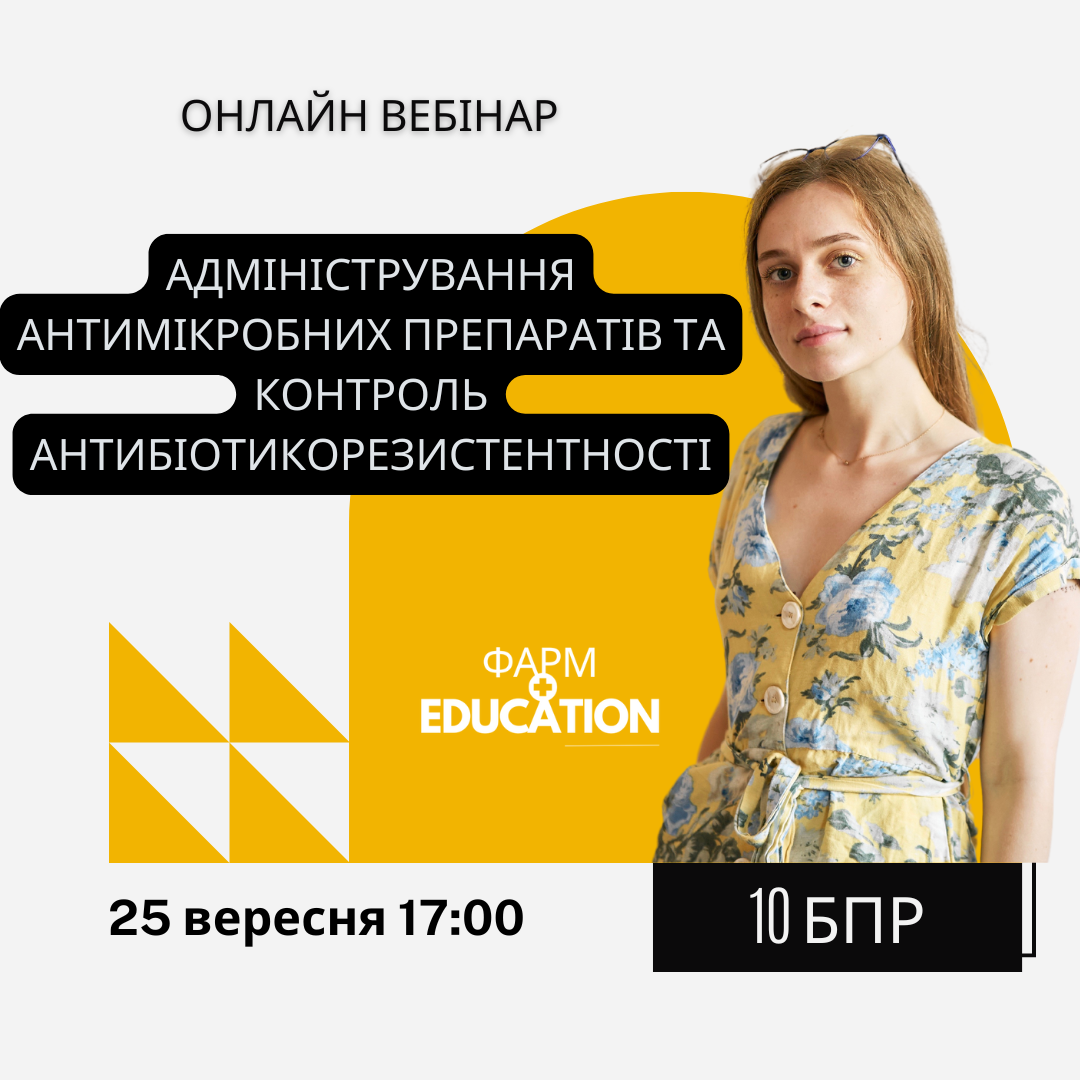 ОНЛАЙН ВЕБІНАР
АДМІНІСТРУВАННЯ
АНТИМІКРОБНИХ ПРЕПАРАТІВ ТА
КОНТРОЛЬ
АНТИБІОТИКОРЕЗИСТЕНТНОСТІ
ФАРМ
EDUCATION
25 вересня 17:00
10 БПР